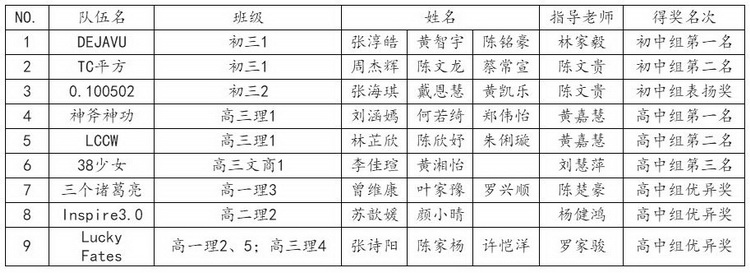 NO. 队伍名 班级 姓名 指导老师 得奖名次
1 DEJAVU 初三1 张淳皓 黄智宇 陈铭豪 林家毅 初中组第一名
2 TC平方 初三1 周杰辉 陈文龙 蔡常宣 陈文贵 初中组第二名
3 0.100502 初三2 张海琪 戴恩慧 黄凯乐 陈文贵 初中组表扬奖
4 神斧神功 高三理1 刘涵嫣 何若绮 郑伟怡 黄嘉慧 高中组第一名
5 LCCW 高三理1 林芷欣 陈欣妤 朱俐璇 黄嘉慧 高中组第二名
6 38少女 高三文商1 李佳瑄 黄湘怡 刘慧萍 高中组第三名
7 三个诸葛亮 高一理3 曾维康 叶家豫 罗兴顺 陈楚豪 高中组优异奖
8 Inspire3.0 高二理2 苏歆媛 颜小晴 杨健鸿 高中组优异奖
9 Lucky Fates 高一理2、5；高三理4 张诗阳 陈家杨 许恺洋 罗家骏 高中组优异奖